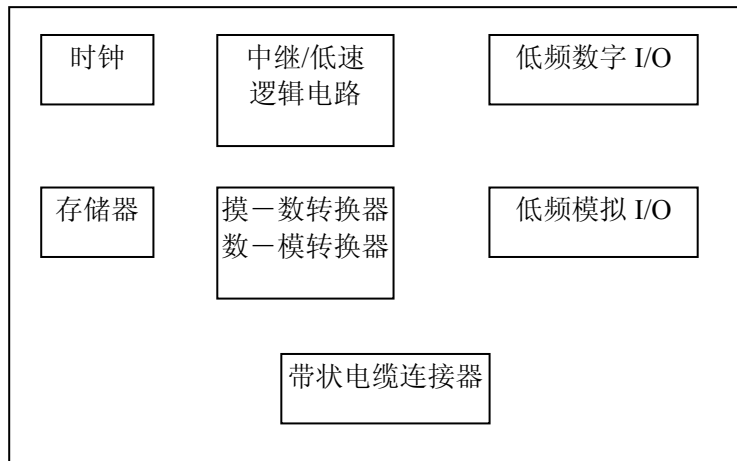 时钟
中继/低速
逻辑电路
低频数字 I/O
存储器
摸－数转换器
数－模转换器
低频模拟 I/O
带状电缆连接器